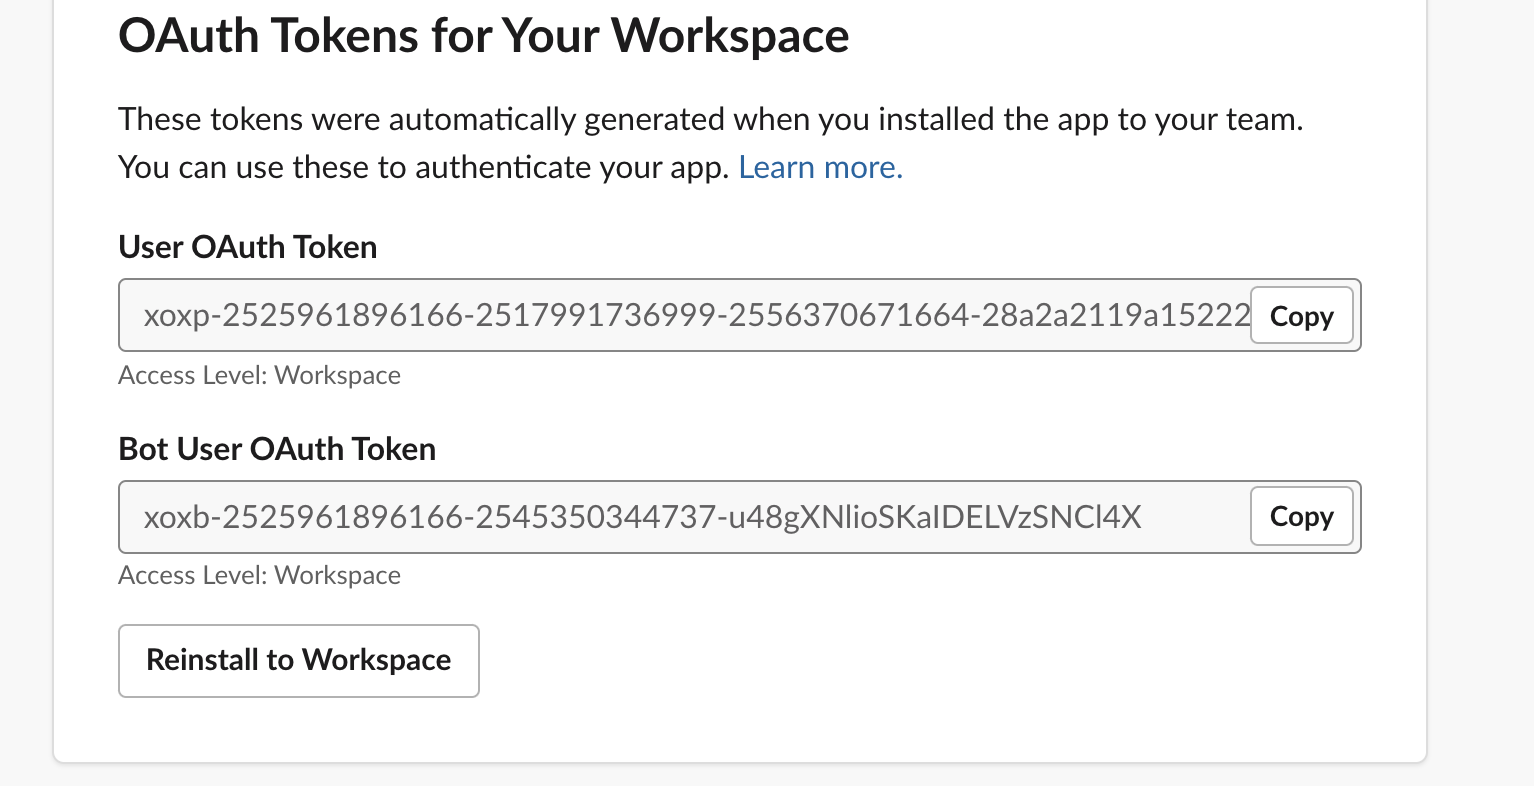 OAuth Tokens for Your Workspace
These tokens were automatically generated when you installed the app to your team.
You can use these to authenticate your app. Learn more.
User OAuth Token
xoxp-2525961896166-2517991736999-2556370671664-28a2a2119a15222
Copy
Access Level: Workspace
Bot User OAuth Token
xoxb-2525961896166-2545350344737-u48gXNlioSKaIDELVzSNCl4X
Copy
Access Level: Workspace
Reinstall to Workspace